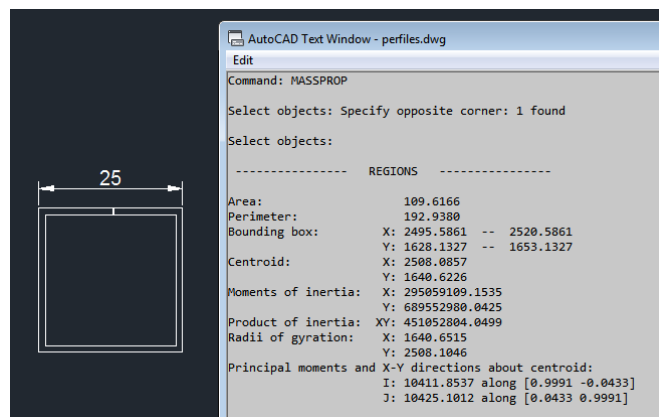 AutoCAD Text Window - perfiles.dwg
Edit
Command: MASSPROP
Select objects: Specify opposite corner: 1 found
Select objects:
---------------- REGIONS ----------------
Area: 109.6166
Perimeter: 192.9380
Bounding box: X: 2495.5861 -- 2520.5861
Y: 1628.1327 -- 1653.1327
Centroid: X: 2508.0857
Y: 1640.6226
Moments of inertia: X: 295059109.1535
Y: 689552980.0425
Product of inertia: XY: 451052804.0499
Radii of gyration: X: 1640.6515
Y: 2508.1046
Principal moments and X-Y directions about centroid:
I: 10411.8537 along [0.9991 -0.0433]
J: 10425.1012 along [0.0433 0.9991]
25